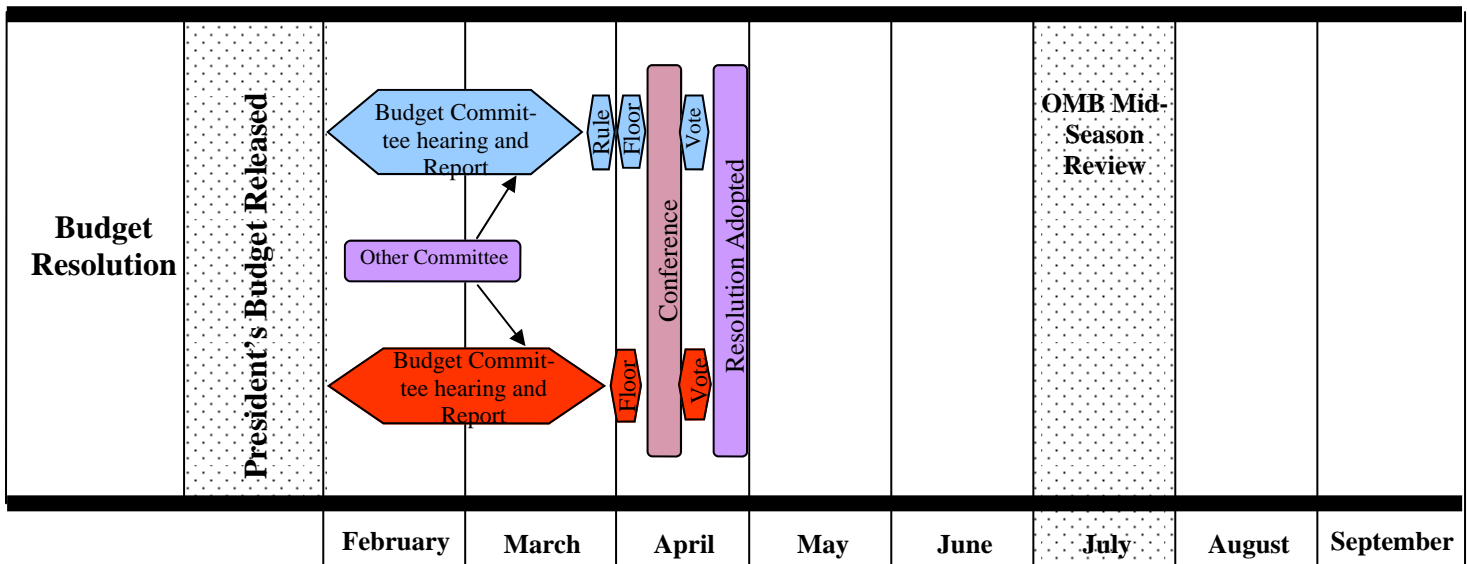 Budget
Resolution
President's Budget Released
Budget Commit-
tee hearing and
Report
Rule
Floor
Conference
Vote
Resolution Adopted
OMB Mid-
Season
Review
Other Committee
Budget Commit-
tee hearing and
Report
Floor
Vote
February
March
April
May
June
July
August
September